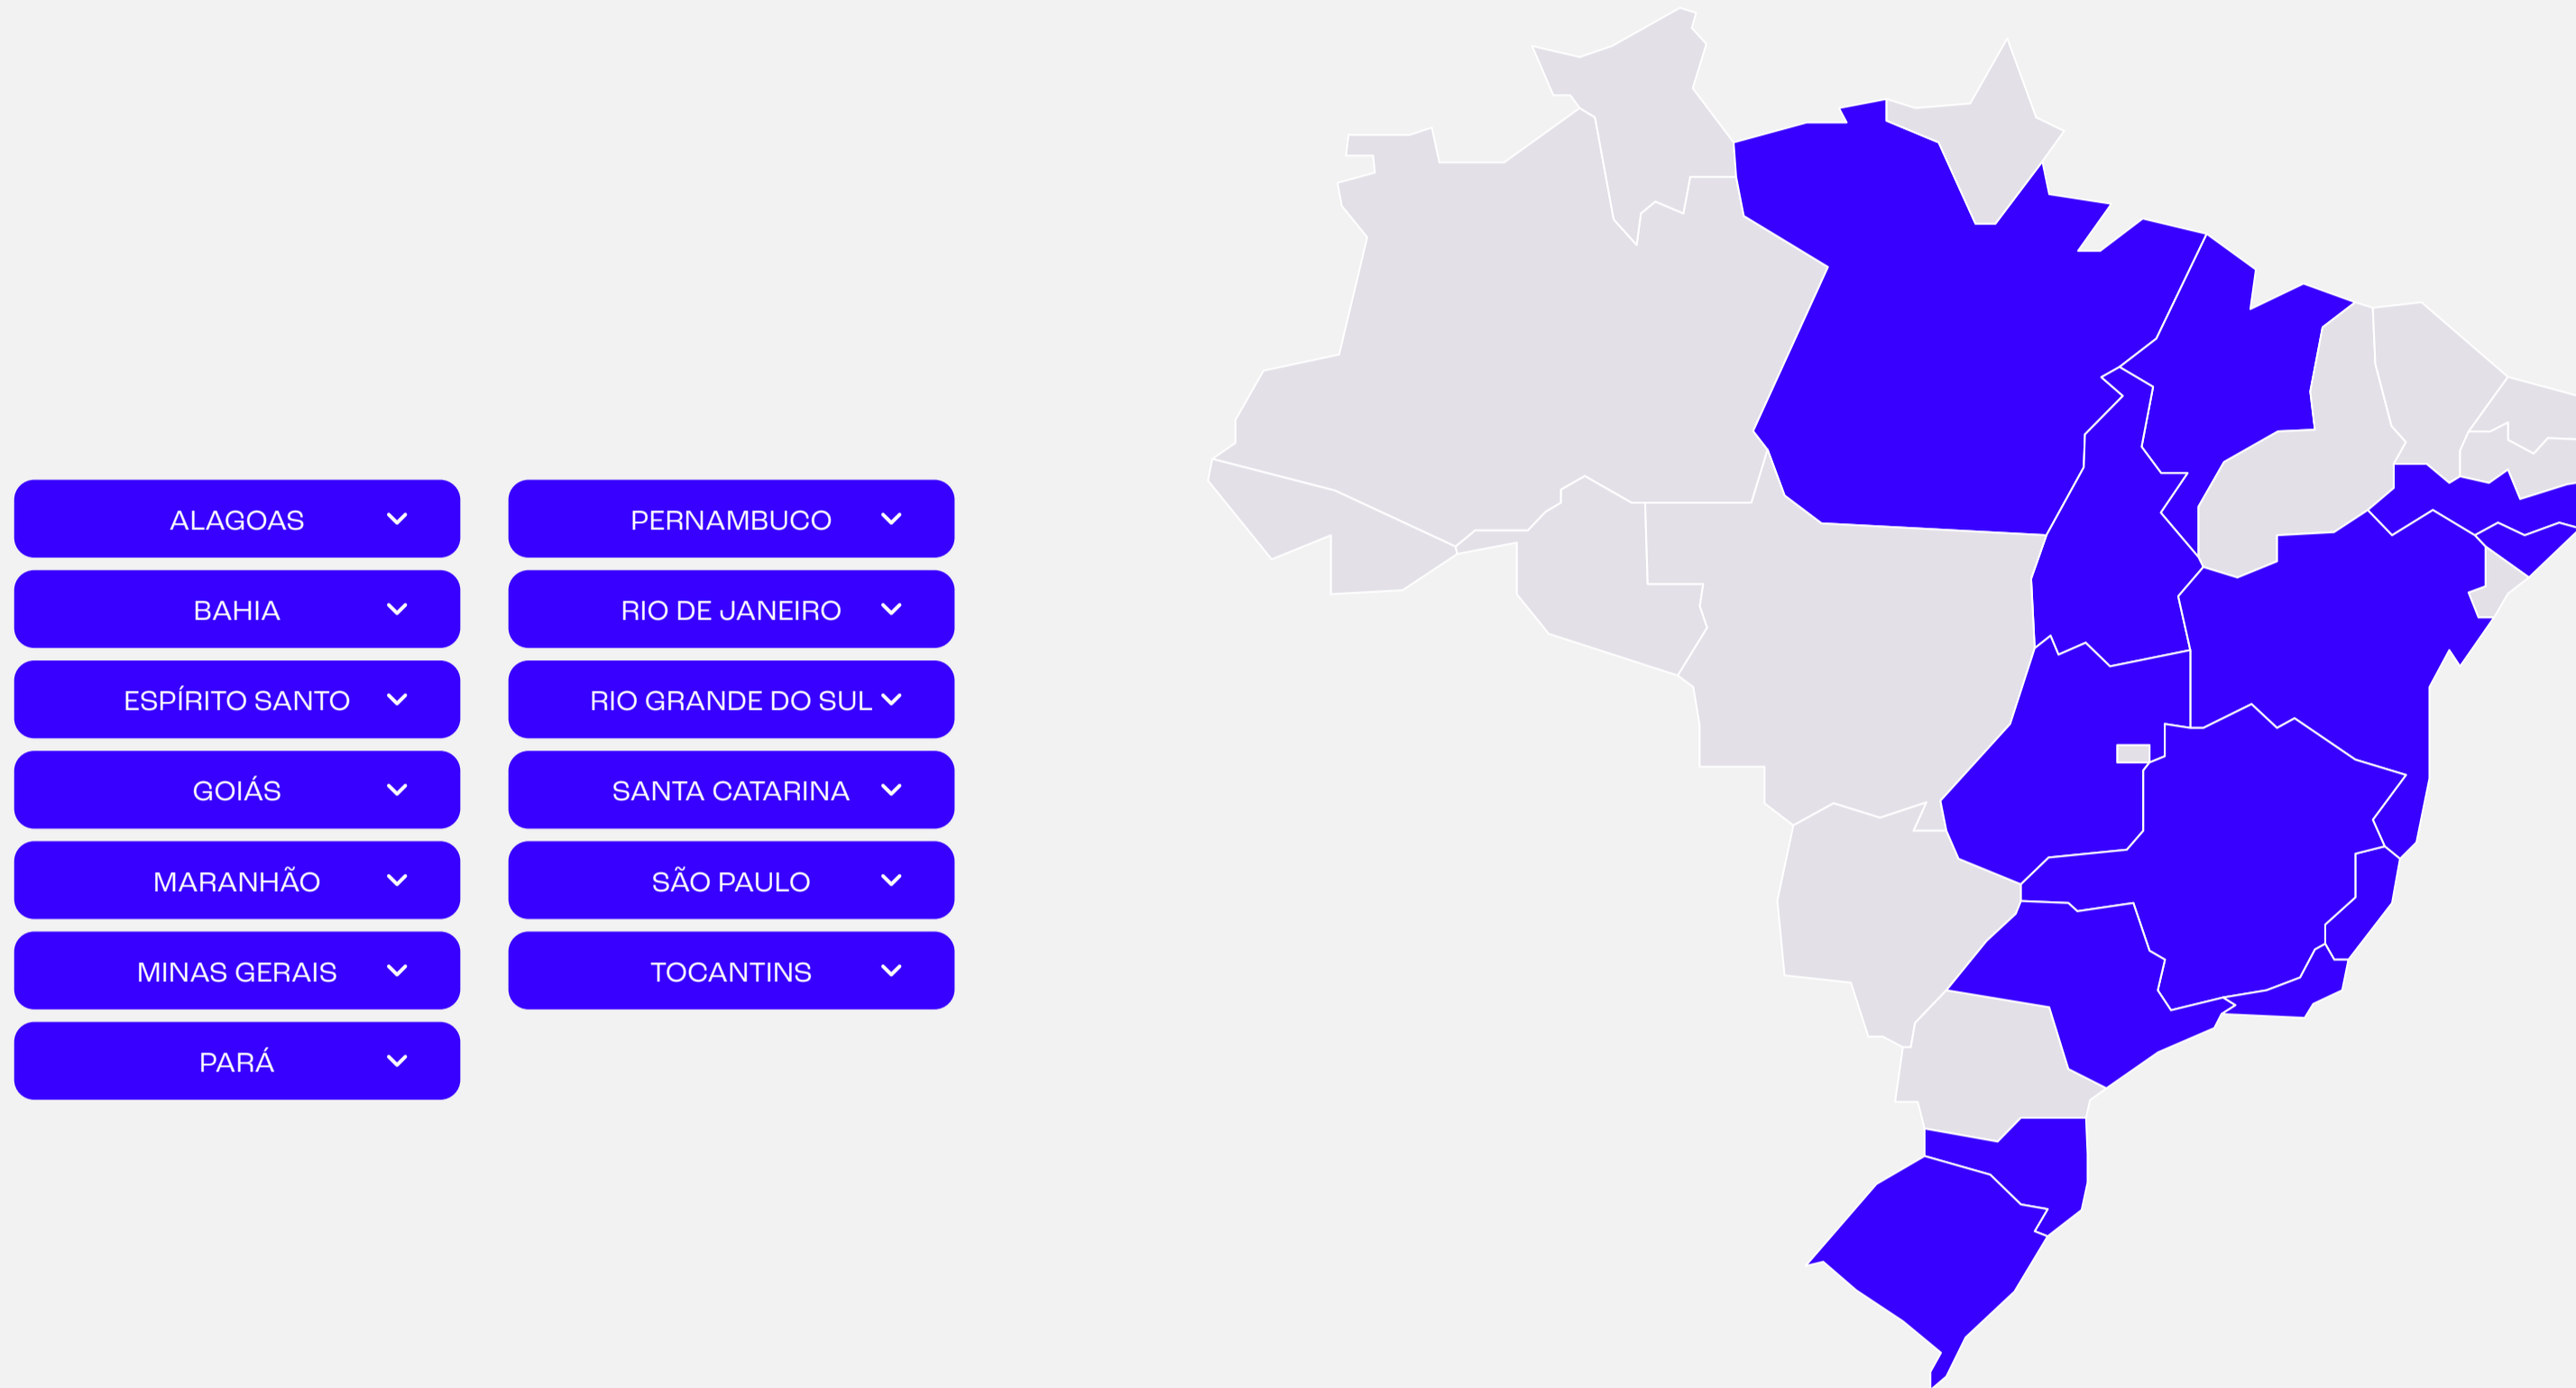 ALAGOAS
BAHIA
ESPÍRITO SANTO
GOIÁS
MARANHÃO
MINAS GERAIS
PARÁ
PERNAMBUCO
RIO DE JANEIRO
RIO GRANDE DO SUL
SANTA CATARINA
SÃO PAULO
TOCANTINS